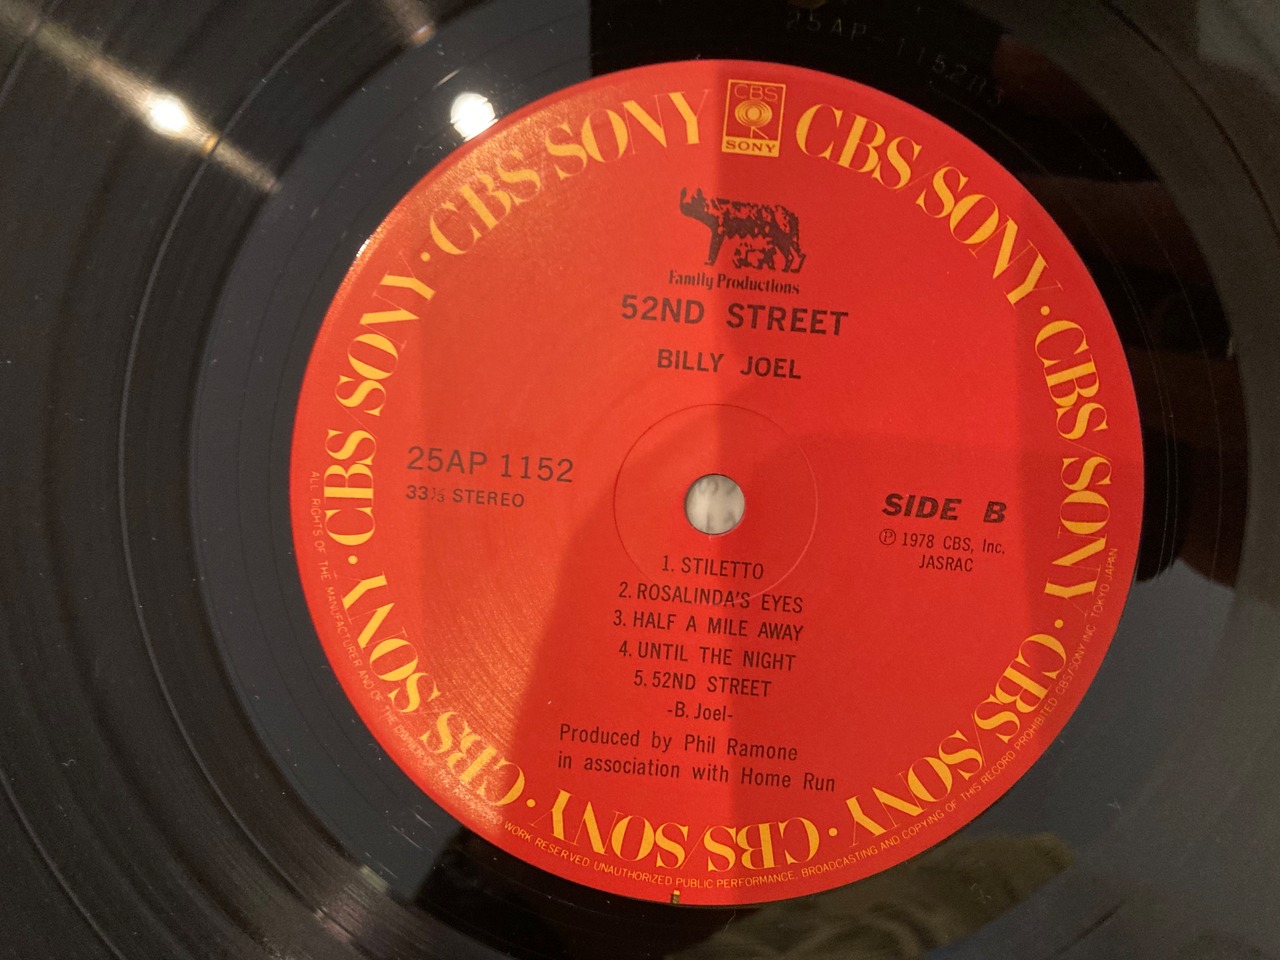 25AP-1152B3
CBS
SONY
CBS/SONY · CBS/SONY · CBS/SONY · CBS/SONY · CBS/SONY · CBS/SONY · CBS/SONY · CBS/SONY
Family Productions
52ND STREET
BILLY JOEL
25AP 1152
33⅓ STEREO
SIDE B
Ⓟ 1978 CBS, Inc.
JASRAC
1. STILETTO
2. ROSALINDA'S EYES
3. HALF A MILE AWAY
4. UNTIL THE NIGHT
5. 52ND STREET
-B. Joel-
Produced by Phil Ramone
in association with Home Run
ALL RIGHTS OF THE MANUFACTURER AND OF THE WORK RESERVED UNAUTHORIZED PUBLIC PERFORMANCE, BROADCASTING AND COPYING OF THIS RECORD PROHIBITED CBS/SONY INC. TOKYO JAPAN